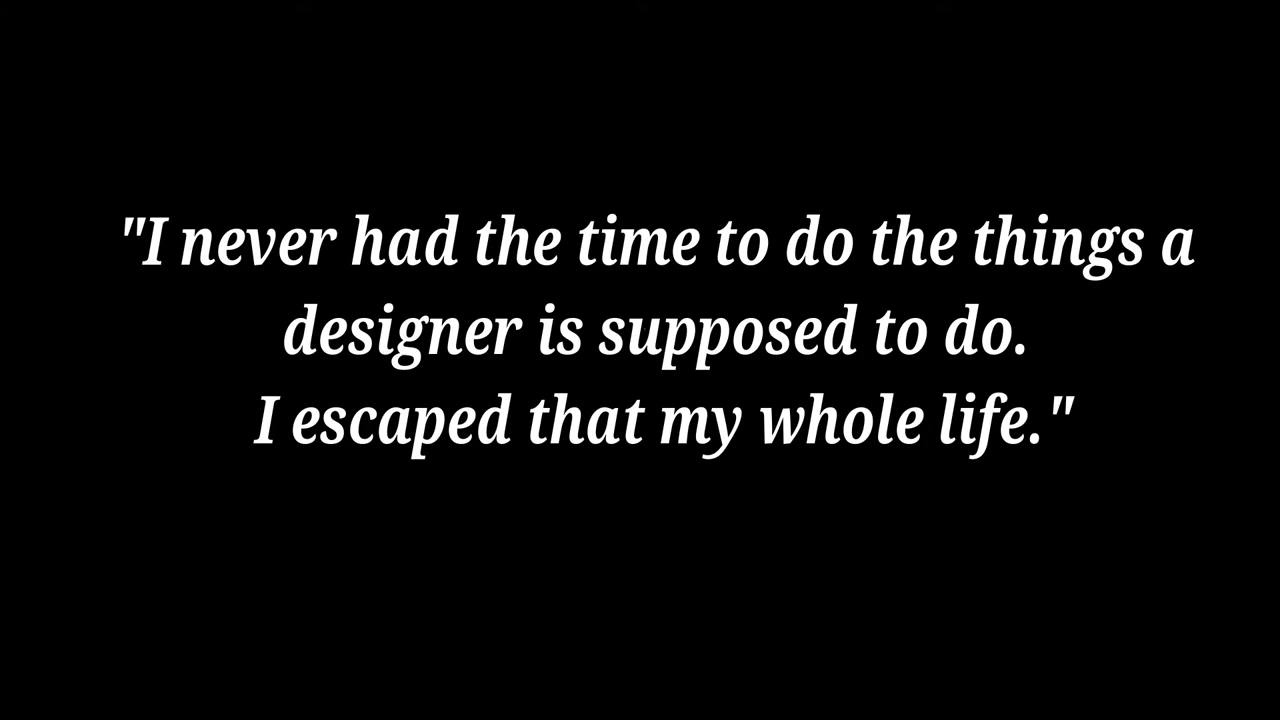 "I never had the time to do the things a
designer is supposed to do.
I escaped that my whole life."